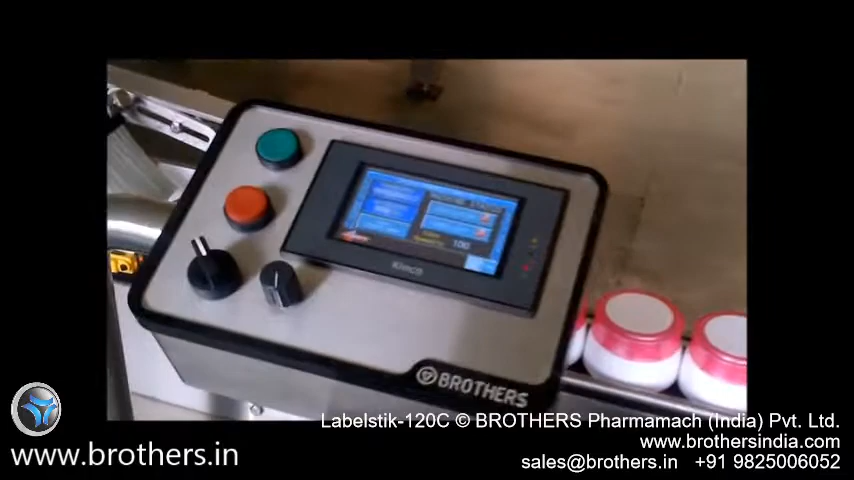 Kinco
100
BROTHERS
Labelstik-120C © BROTHERS Pharmamach (India) Pvt. Ltd.
www.brothersindia.com
www.brothers.in
sales@brothers.in +91 9825006052